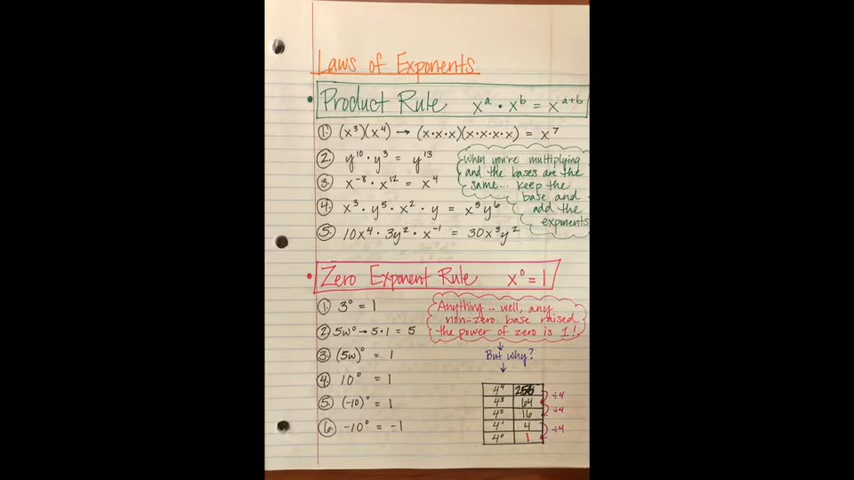 Laws of Exponents
• Product Rule xᵃ • xᵇ = xᵃ⁺ᵇ
① (x³)(x⁴) → (x•x•x)(x•x•x•x) = x⁷
② y¹⁰ • y³ = y¹³
③ x⁻⁸ • x¹² = x⁴
④ x³ • y⁵ • x² • y = x⁵y⁶
⑤ 10x⁴ • 3y² • x⁻¹ = 30x³y²
When you're multiplying
and the bases are the
same... keep the
base and
add the
exponents
• Zero Exponent Rule x⁰ = 1
① 3⁰ = 1
② 5w⁰ → 5•1 = 5
③ (5w)⁰ = 1
④ 10⁰ = 1
⑤ (-10)⁰ = 1
⑥ -10⁰ = -1
Anything .. well, any
non-zero base raised
the power of zero is 1!
↓
But why?
↓
4⁴ 256
4³ 64
4² 16
4¹ 4
4⁰ 1
÷4
÷4
÷4